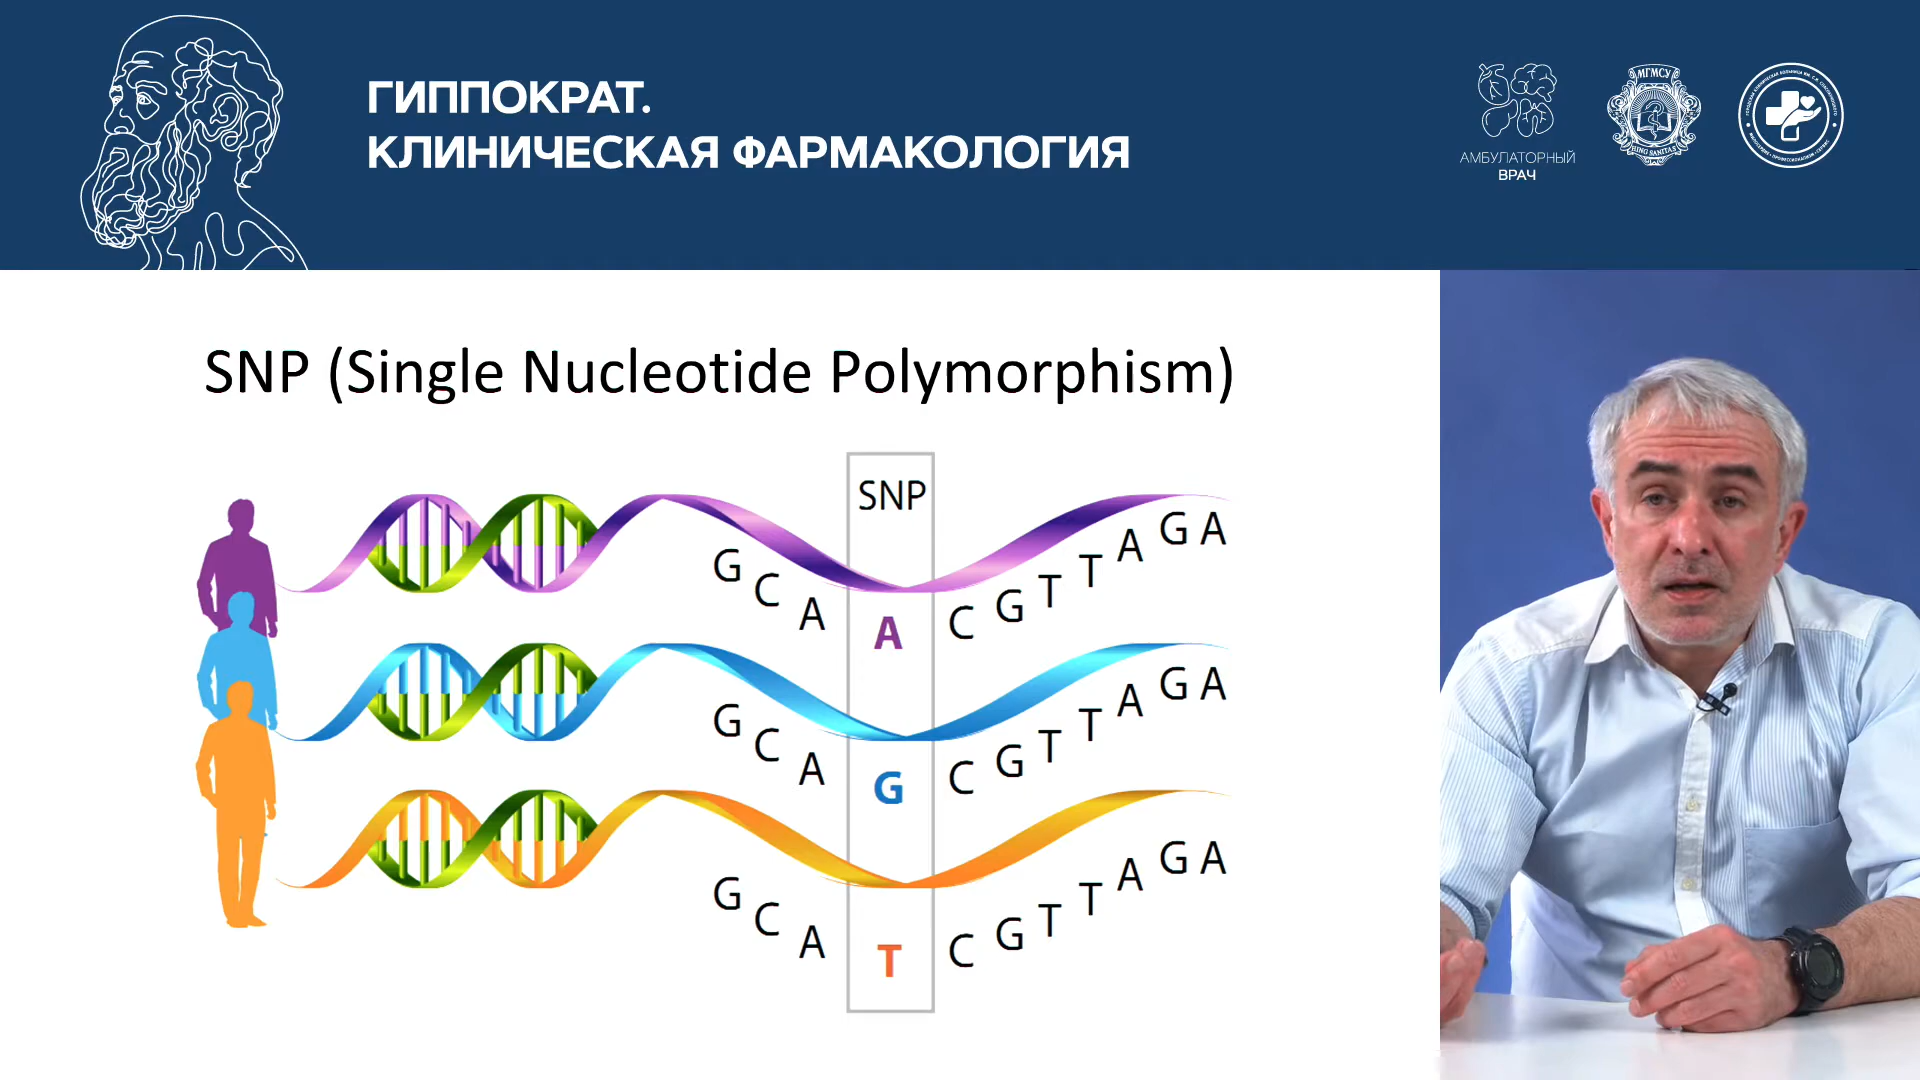 ГИППОКРАТ.
КЛИНИЧЕСКАЯ ФАРМАКОЛОГИЯ
АМБУЛАТОРНЫЙ
ВРАЧ
МГМСУ
SNP (Single Nucleotide Polymorphism)
SNP
G C A A C G T T A G A
G C A G C G T T A G A
G C A T C G T T A G A